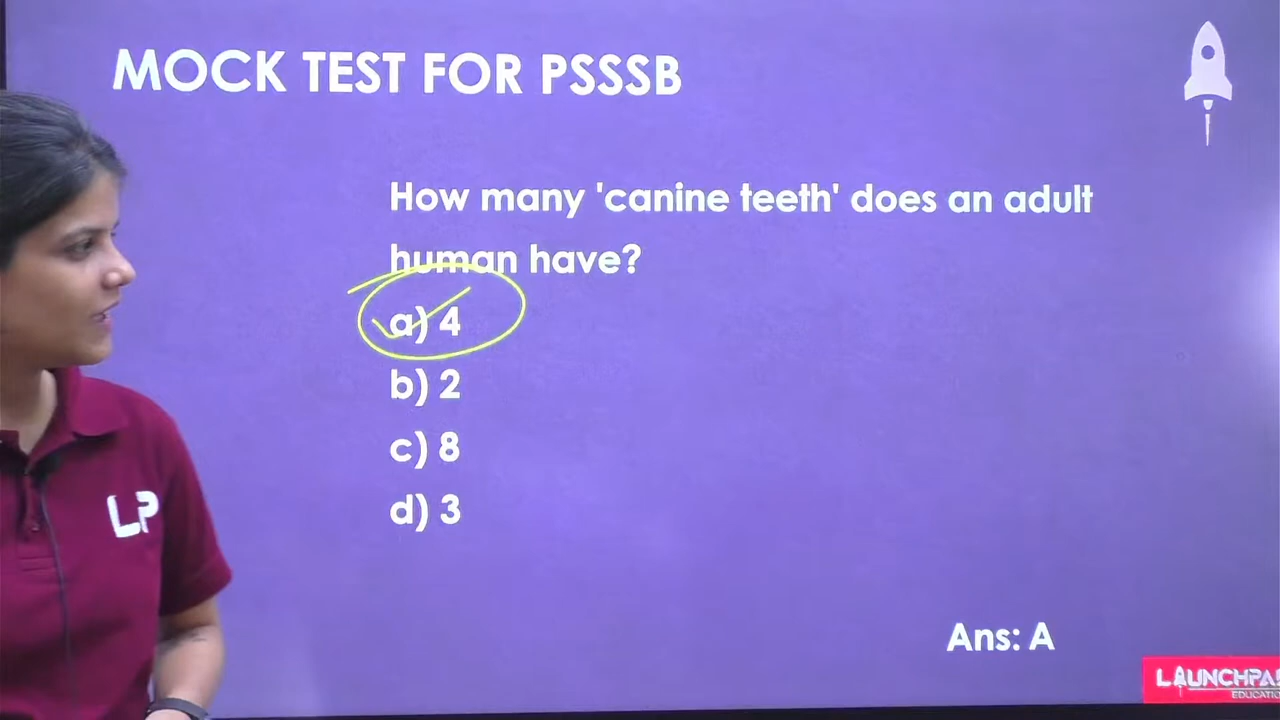 MOCK TEST FOR PSSSB
How many 'canine teeth' does an adult
human have?
a) 4
b) 2
c) 8
d) 3
LP
Ans: A